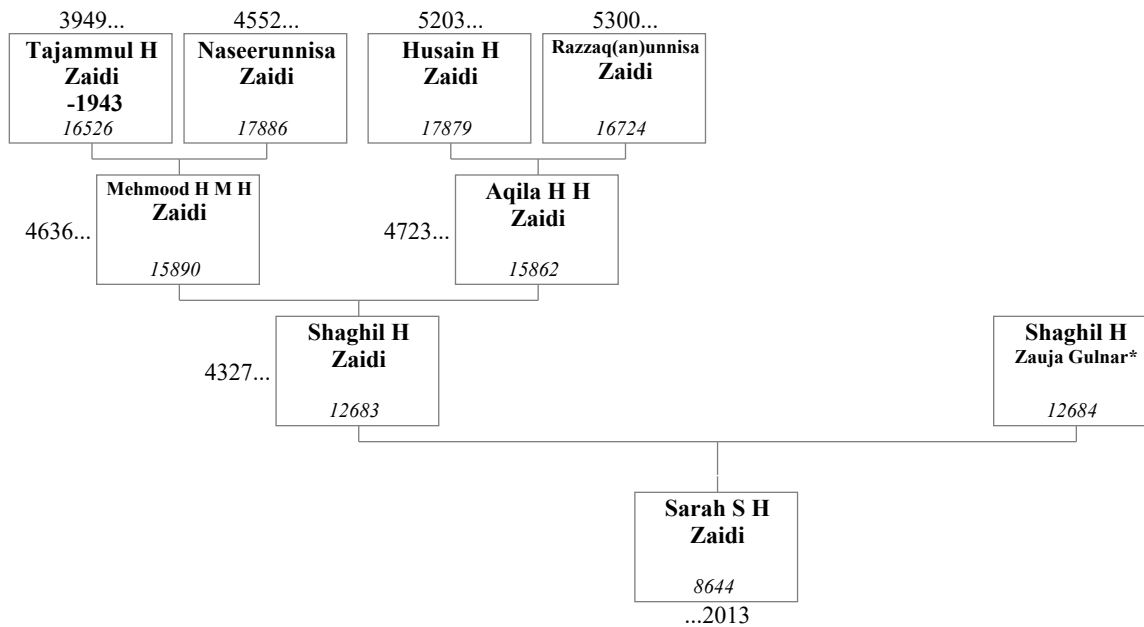 3949... 4552... 5203... 5300...
Tajammul H Naseerunnisa Husain H Razzaq(an)unnisa
Zaidi Zaidi Zaidi Zaidi
-1943
16526 17886 17879 16724
Mehmood H M H Aqila H H
Zaidi Zaidi
4636... 4723...
15890 15862
Shaghil H Shaghil H
Zaidi Zauja Gulnar*
4327...
12683 12684
Sarah S H
Zaidi
8644
...2013